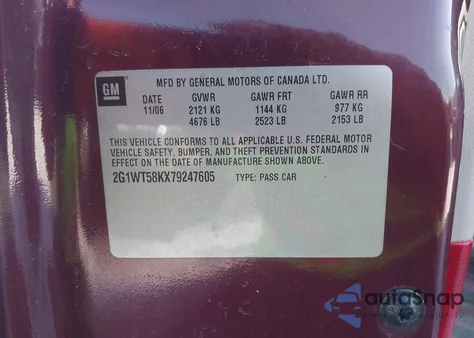 GM
MFD BY GENERAL MOTORS OF CANADA LTD.
DATE GVWR GAWR FRT GAWR RR
11/06 2121 KG 1144 KG 977 KG
4676 LB 2523 LB 2153 LB
THIS VEHICLE CONFORMS TO ALL APPLICABLE U.S. FEDERAL MOTOR
VEHICLE SAFETY, BUMPER, AND THEFT PREVENTION STANDARDS IN
EFFECT ON THE DATE OF MANUFACTURE SHOWN ABOVE.
2G1WT58KX79247605 TYPE: PASS CAR
autoSnap